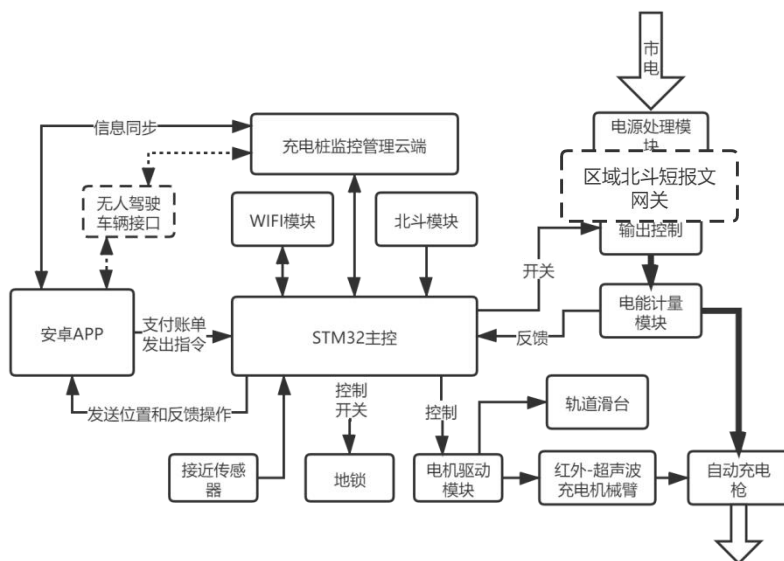 市
电
电源处理模
块
区域北斗短报文
网关
输出控制
信息同步
充电桩监控管理云端
无人驾驶
车辆接口
WIFI模块
北斗模块
开关
安卓APP
支付账单
发出指令
STM32主控
反馈
电能计量
模块
发送位置和反馈操作
控制
开关
控制
轨道滑台
接近传感
器
地锁
电机驱动
模块
红外-超声波
充电机械臂
自动充电
枪